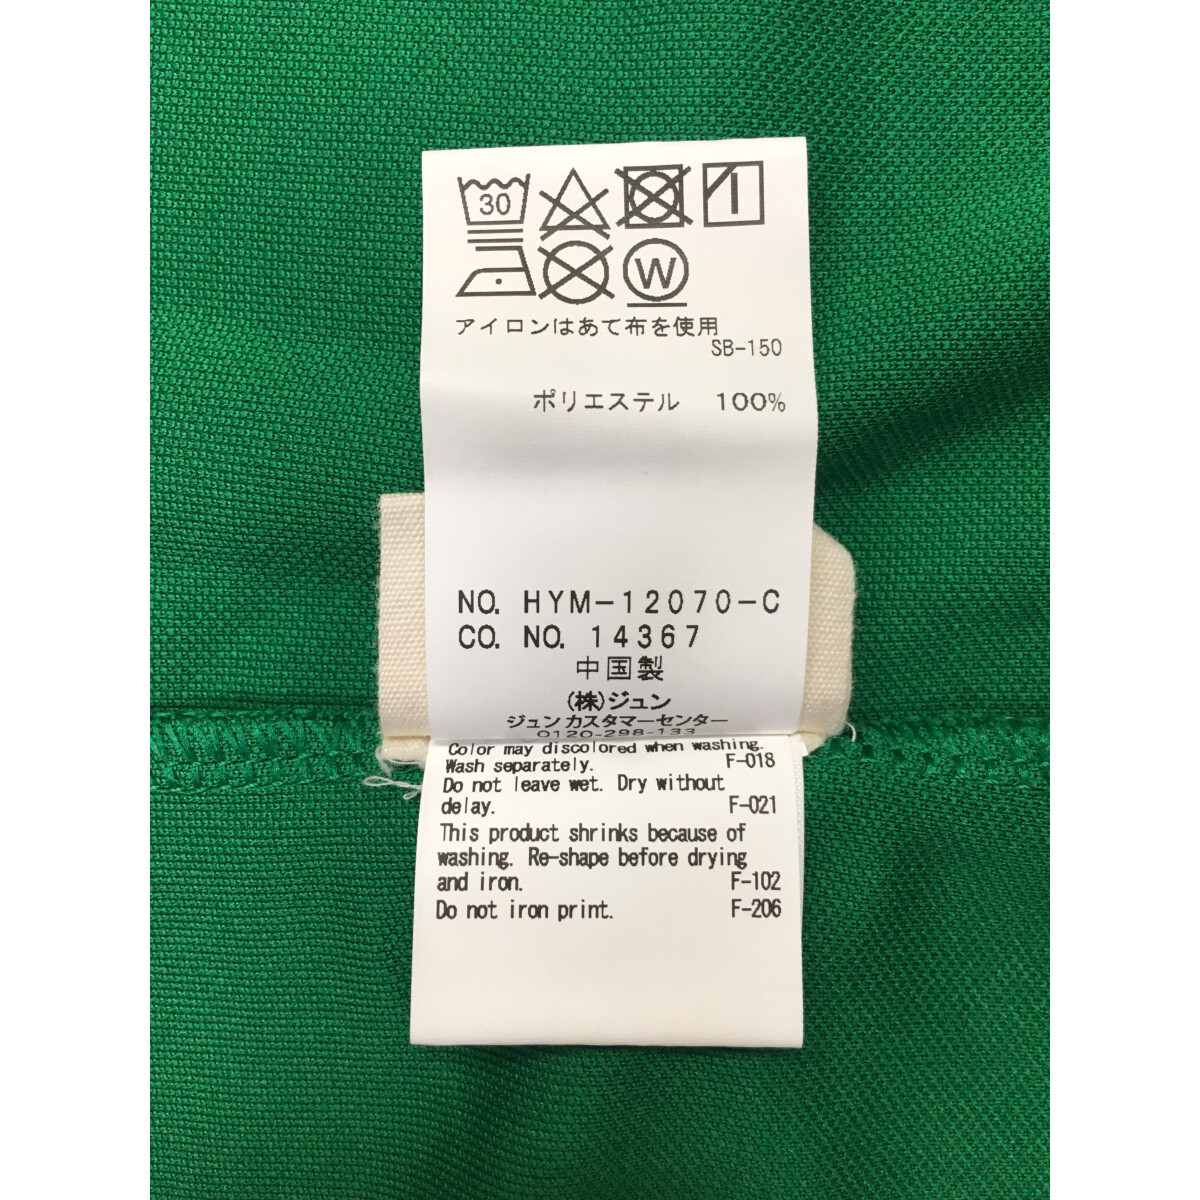 30
W
アイロンはあて布を使用
SB-150
ポリエステル 100%
NO. HYM-12070-C
CO. NO. 14367
中国製
(株)ジュン
ジュンカスタマーセンター
0120-298-133
Color may discolored when washing.
Wash separately. F-018
Do not leave wet. Dry without
delay. F-021
This product shrinks because of
washing. Re-shape before drying
and iron. F-102
Do not iron print. F-206